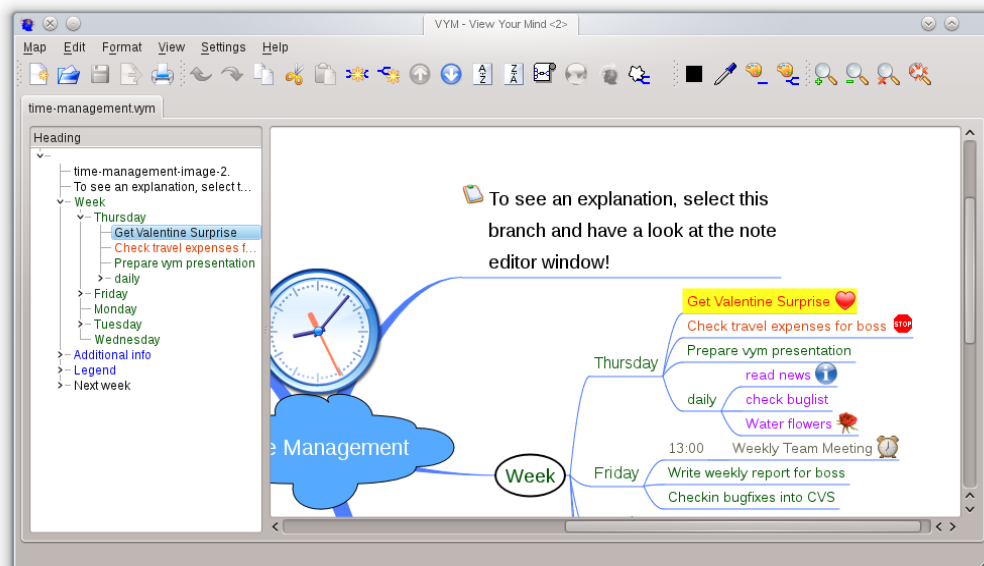 VYM - View Your Mind <2>
Map Edit Format View Settings Help
A Z
Z A
time-management.vym
Heading
time-management-image-2.
To see an explanation, select t...
Week
Thursday
Get Valentine Surprise
Check travel expenses f...
Prepare vym presentation
daily
Friday
Monday
Tuesday
Wednesday
Additional info
Legend
Next week
To see an explanation, select this
branch and have a look at the note
editor window!
e Management
Week
Thursday
Get Valentine Surprise
Check travel expenses for boss STOP
Prepare vym presentation
daily
read news i
check buglist
Water flowers
Friday
13:00 Weekly Team Meeting
Write weekly report for boss
Checkin bugfixes into CVS